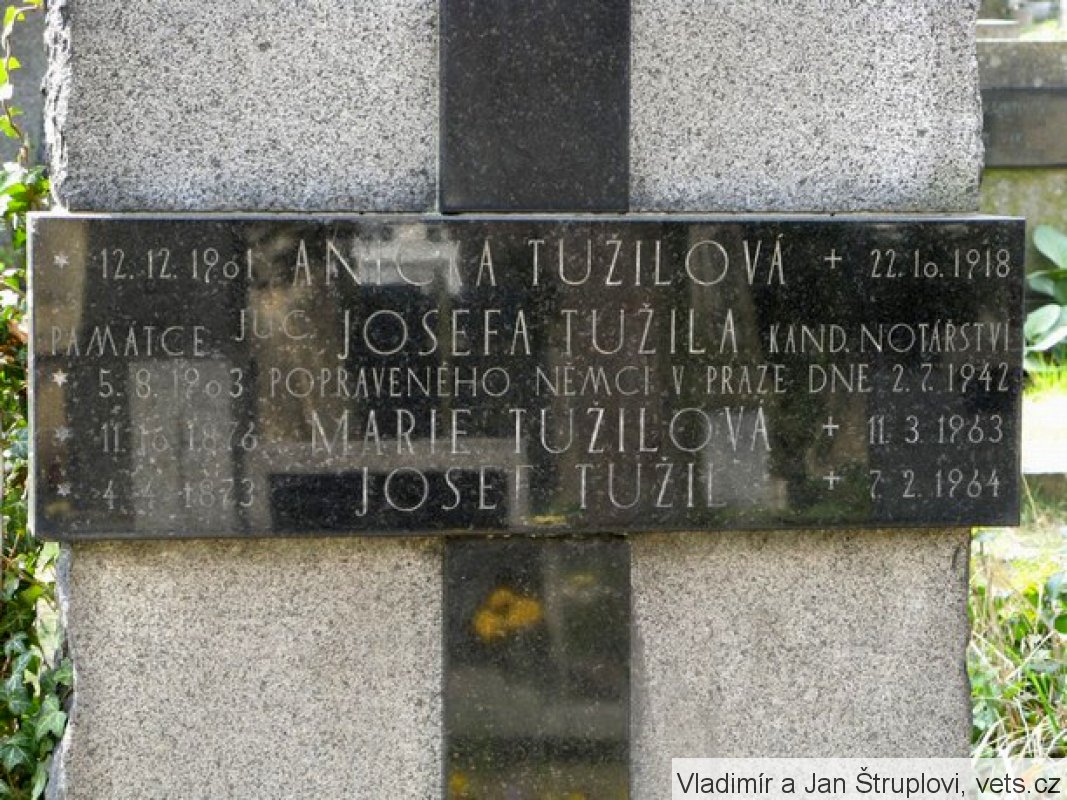 * 12. 12. 1901 ANIČKA TUŽILOVÁ + 22. 10. 1918
PAMÁTCE JUC. JOSEFA TUŽILA KAND. NOTÁŘSTVÍ
* 5. 8. 1903 POPRAVENÉHO NĚMCI V PRAZE DNE 2. 7. 1942
* 11. 10. 1876 MARIE TUŽILOVÁ + 11. 3. 1963
* 4. 4. 1873 JOSEF TUŽIL + 7. 2. 1964
Vladimír a Jan Štruplovi, vets.cz